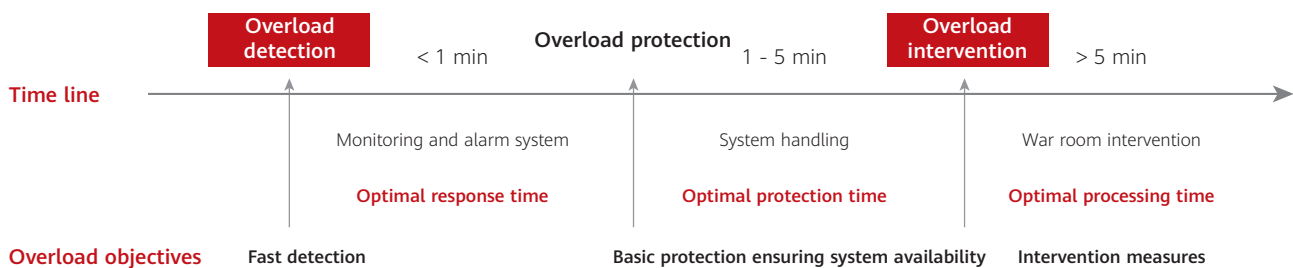 Overload
detection
< 1 min
Overload protection
1 - 5 min
Overload
intervention
> 5 min
Time line
Monitoring and alarm system
System handling
War room intervention
Optimal response time
Optimal protection time
Optimal processing time
Overload objectives
Fast detection
Basic protection ensuring system availability
Intervention measures